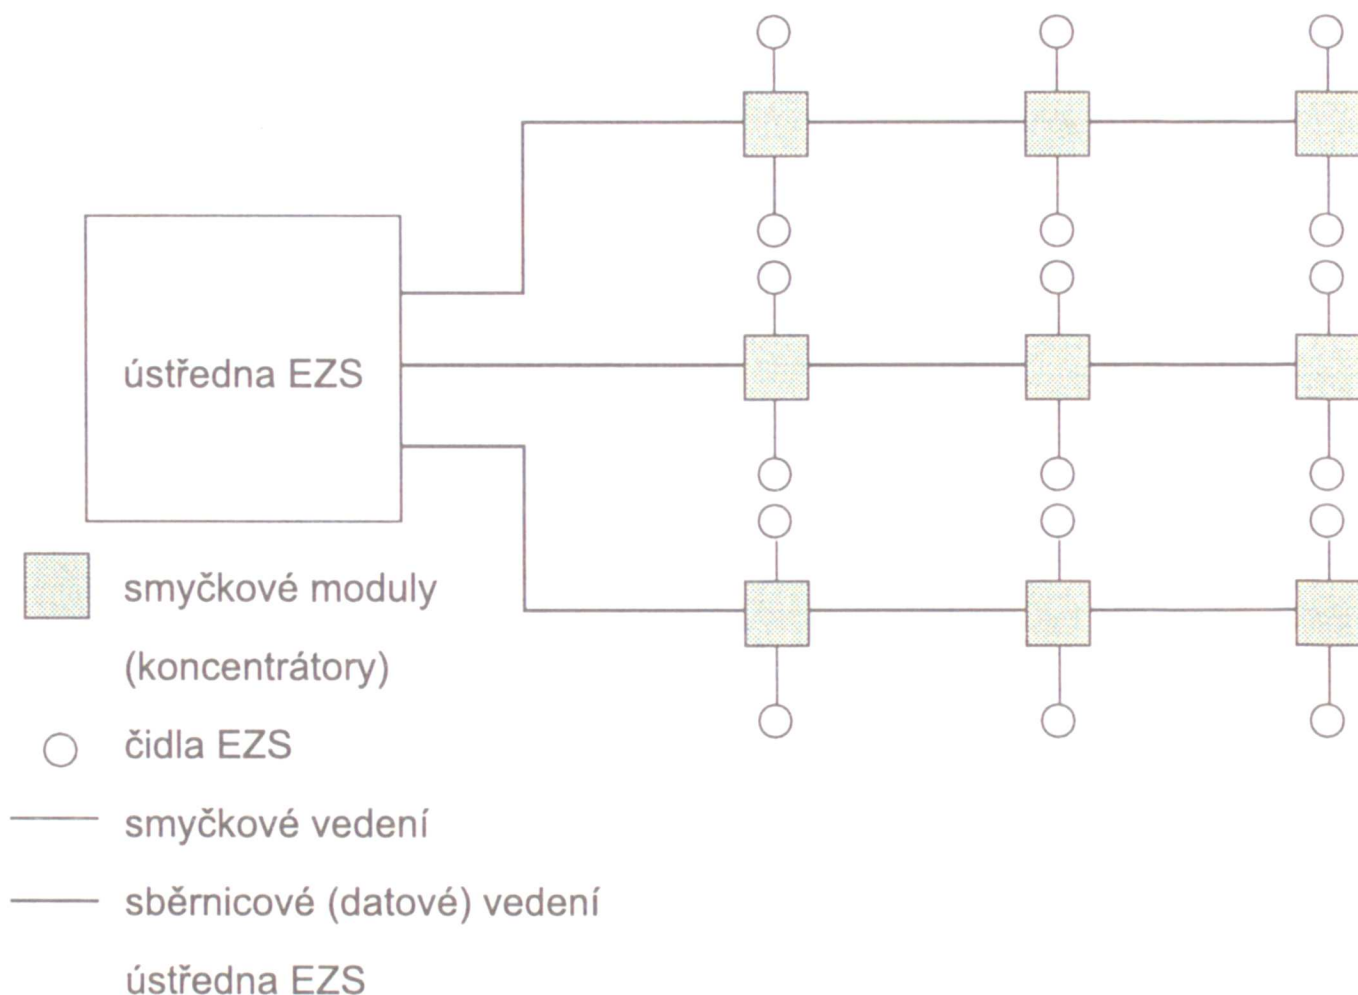 ústředna EZS
smyčkové moduly
(koncentrátory)
čidla EZS
smyčkové vedení
sběrnicové (datové) vedení
ústředna EZS